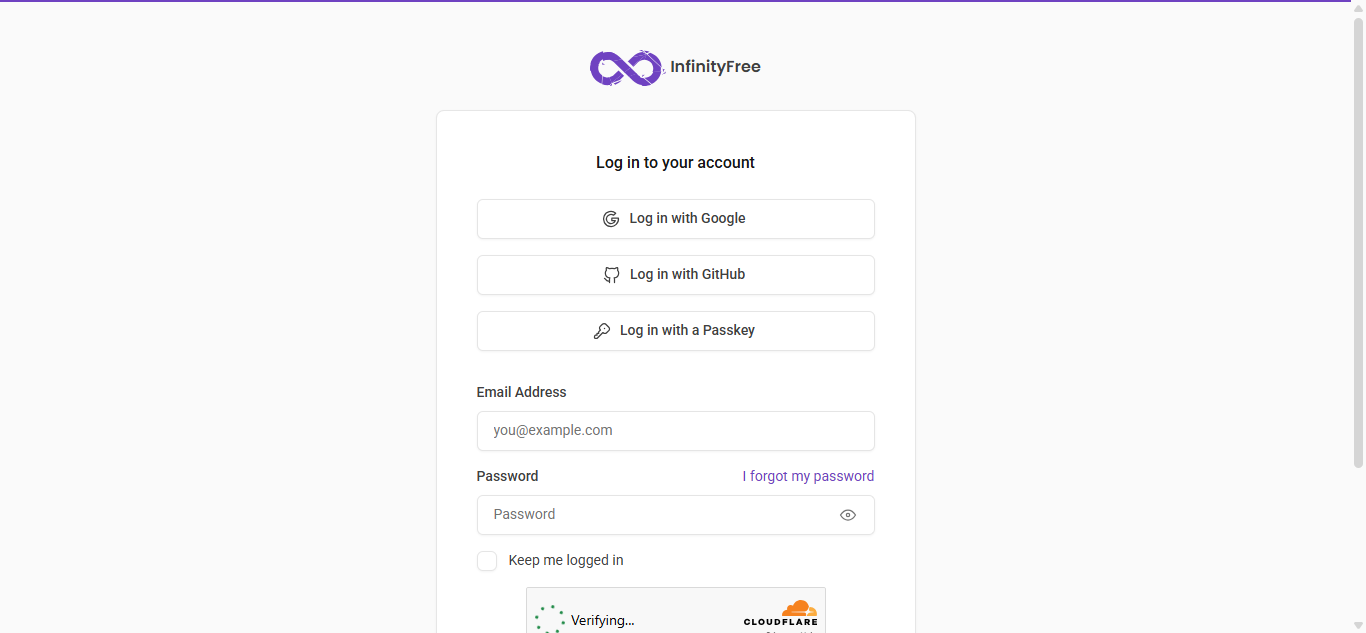 InfinityFree
Log in to your account
Log in with Google
Log in with GitHub
Log in with a Passkey
Email Address
you@example.com
Password I forgot my password
Password
Keep me logged in
Verifying...
CLOUDFLARE